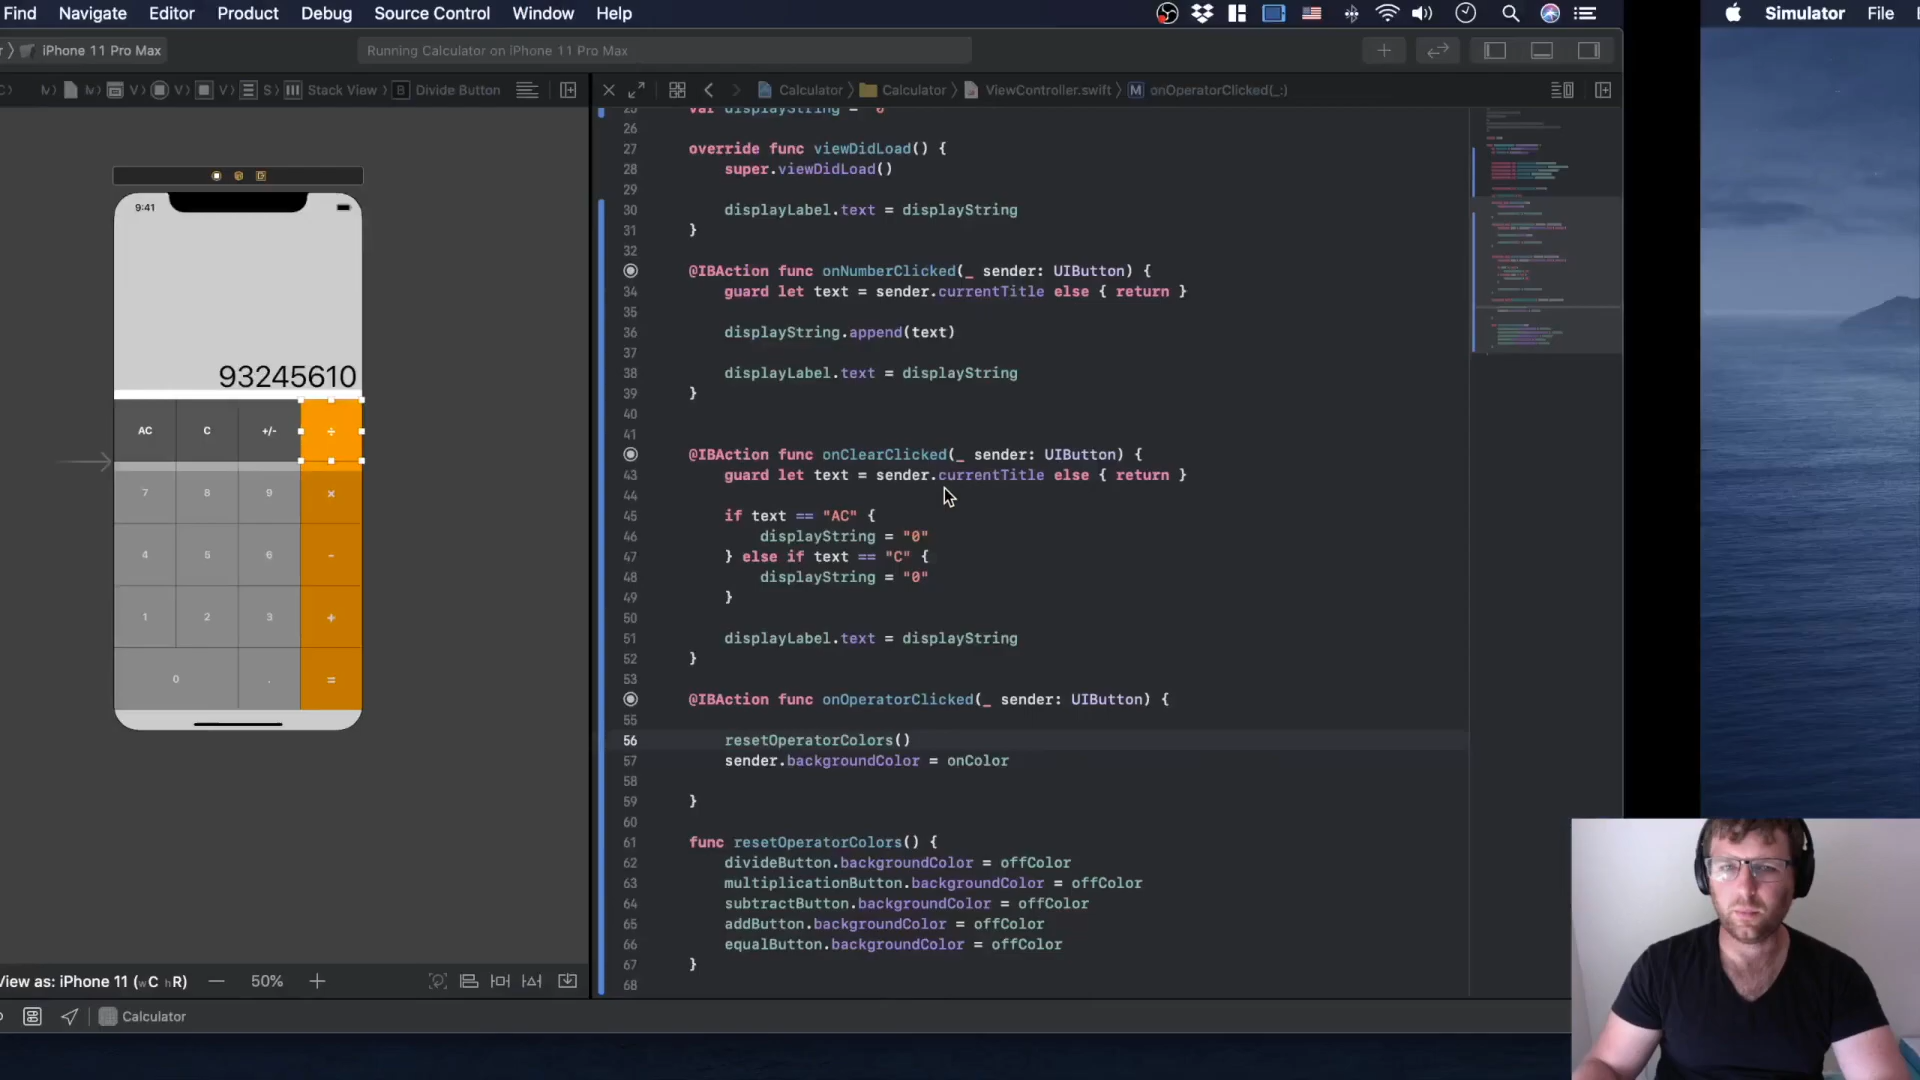 Find Navigate Editor Product Debug Source Control Window Help
Simulator File
iPhone 11 Pro Max
Running Calculator on iPhone 11 Pro Max
Stack View
Divide Button
Calculator
Calculator
ViewController.swift
M
onOperatorClicked(_:)
26
27 override func viewDidLoad() {
28 super.viewDidLoad()
29
30 displayLabel.text = displayString
31 }
32
@IBAction func onNumberClicked(_ sender: UIButton) {
34 guard let text = sender.currentTitle else { return }
35
36 displayString.append(text)
37
38 displayLabel.text = displayString
39 }
40
41
@IBAction func onClearClicked(_ sender: UIButton) {
43 guard let text = sender.currentTitle else { return }
44
45 if text == "AC" {
46 displayString = "0"
47 } else if text == "C" {
48 displayString = "0"
49 }
50
51 displayLabel.text = displayString
52 }
53
@IBAction func onOperatorClicked(_ sender: UIButton) {
55
56 resetOperatorColors()
57 sender.backgroundColor = onColor
58
59 }
60
61 func resetOperatorColors() {
62 divideButton.backgroundColor = offColor
63 multiplicationButton.backgroundColor = offColor
64 subtractButton.backgroundColor = offColor
65 addButton.backgroundColor = offColor
66 equalButton.backgroundColor = offColor
67 }
68
9:41
93245610
AC C +/- ÷
7 8 9 ×
4 5 6 -
1 2 3 +
0 . =
View as: iPhone 11 (wC hR)
50%
Calculator